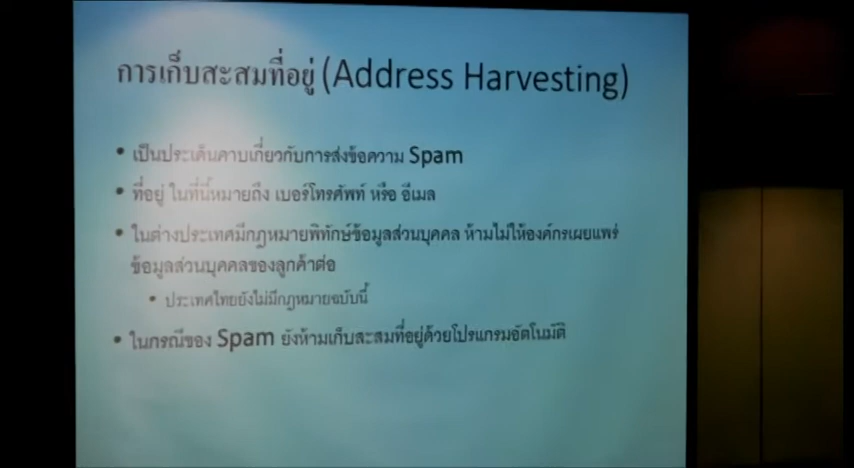 การเก็บสะสมที่อยู่ (Address Harvesting)
• เป็นประเด็นคาบเกี่ยวกับการส่งข้อความ Spam
• ที่อยู่ ในที่นี้หมายถึง เบอร์โทรศัพท์ หรือ อีเมล
• ในต่างประเทศมีกฎหมายพิทักษ์ข้อมูลส่วนบุคคล ห้ามไม่ให้องค์กรเผยแพร่
ข้อมูลส่วนบุคคลของลูกค้าต่อ
• ประเทศไทยยังไม่มีกฎหมายฉบับนี้
• ในกรณีของ Spam ยังห้ามเก็บสะสมที่อยู่ด้วยโปรแกรมอัตโนมัติ